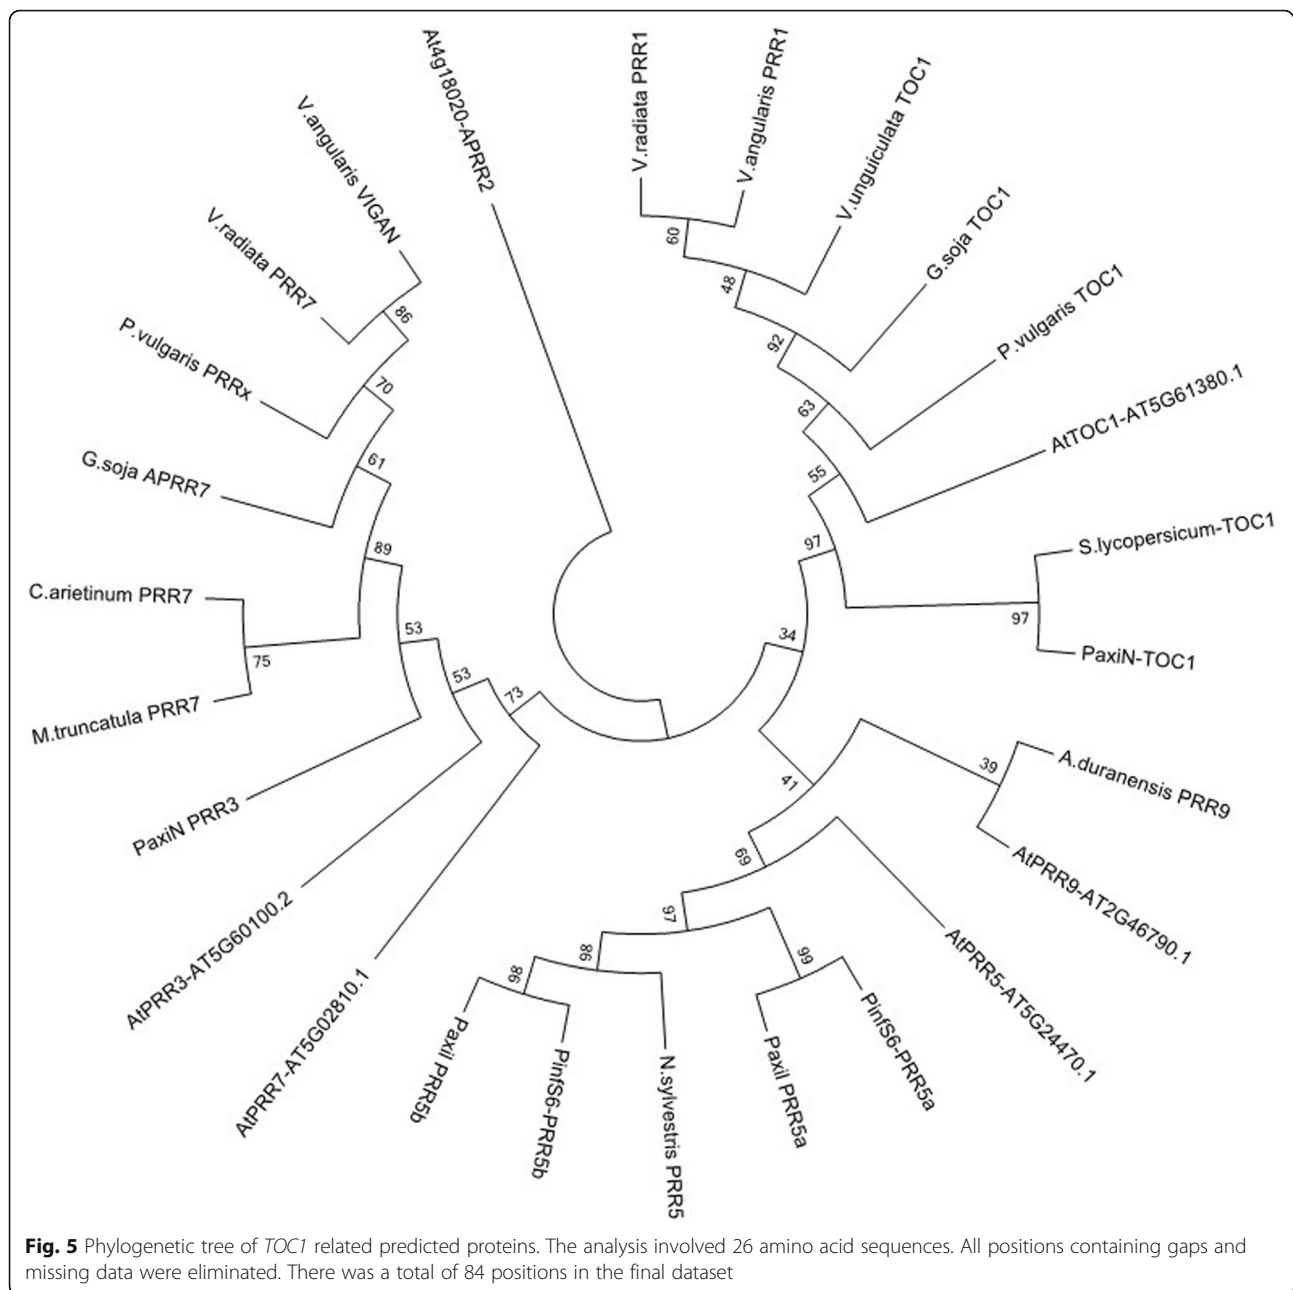 At4g18020-APRR2
V.radiata PRR1
V.angularis PRR1
V.unguiculata TOC1
G.soja TOC1
P.vulgaris TOC1
AtTOC1-AT5G61380.1
S.lycopersicum-TOC1
PaxiN-TOC1
A.duranensis PRR9
AtPRR9-AT2G46790.1
AtPRR5-AT5G24470.1
PinfS6-PRR5a
PaxiI PRR5a
N.sylvestris PRR5
PinfS6-PRR5b
PaxiI PRR5b
AtPRR7-AT5G02810.1
AtPRR3-AT5G60100.2
PaxiN PRR3
M.truncatula PRR7
C.arietinum PRR7
G.soja APRR7
P.vulgaris PRRx
V.radiata PRR7
V.angularis VIGAN
60
48
92
63
55
97
97
34
39
41
69
97
99
98
98
73
53
53
89
75
61
70
86
Fig. 5 Phylogenetic tree of TOC1 related predicted proteins. The analysis involved 26 amino acid sequences. All positions containing gaps and
missing data were eliminated. There was a total of 84 positions in the final dataset